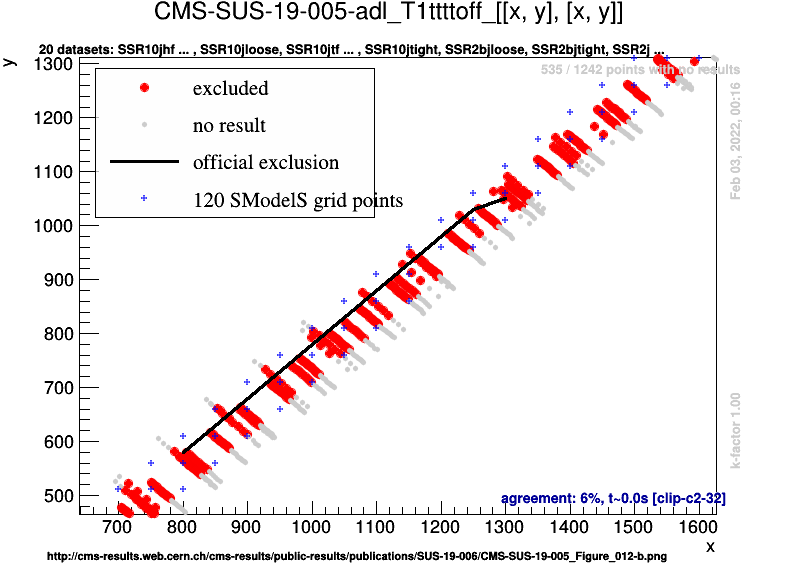 CMS-SUS-19-005-adl_T1ttttoff_[[x, y], [x, y]]
20 datasets: SSR10jhf ... , SSR10jloose, SSR10jtf ... , SSR10jtight, SSR2bjloose, SSR2bjtight, SSR2j ...
y
535 / 1242 points with no results
excluded
no result
official exclusion
120 SModelS grid points
Feb 03, 2022, 00:16
k-factor 1.00
1300
1200
1100
1000
900
800
700
600
500
agreement: 6%, t~0.0s [clip-c2-32]
700 800 900 1000 1100 1200 1300 1400 1500 1600
x
http://cms-results.web.cern.ch/cms-results/public-results/publications/SUS-19-006/CMS-SUS-19-005_Figure_012-b.png